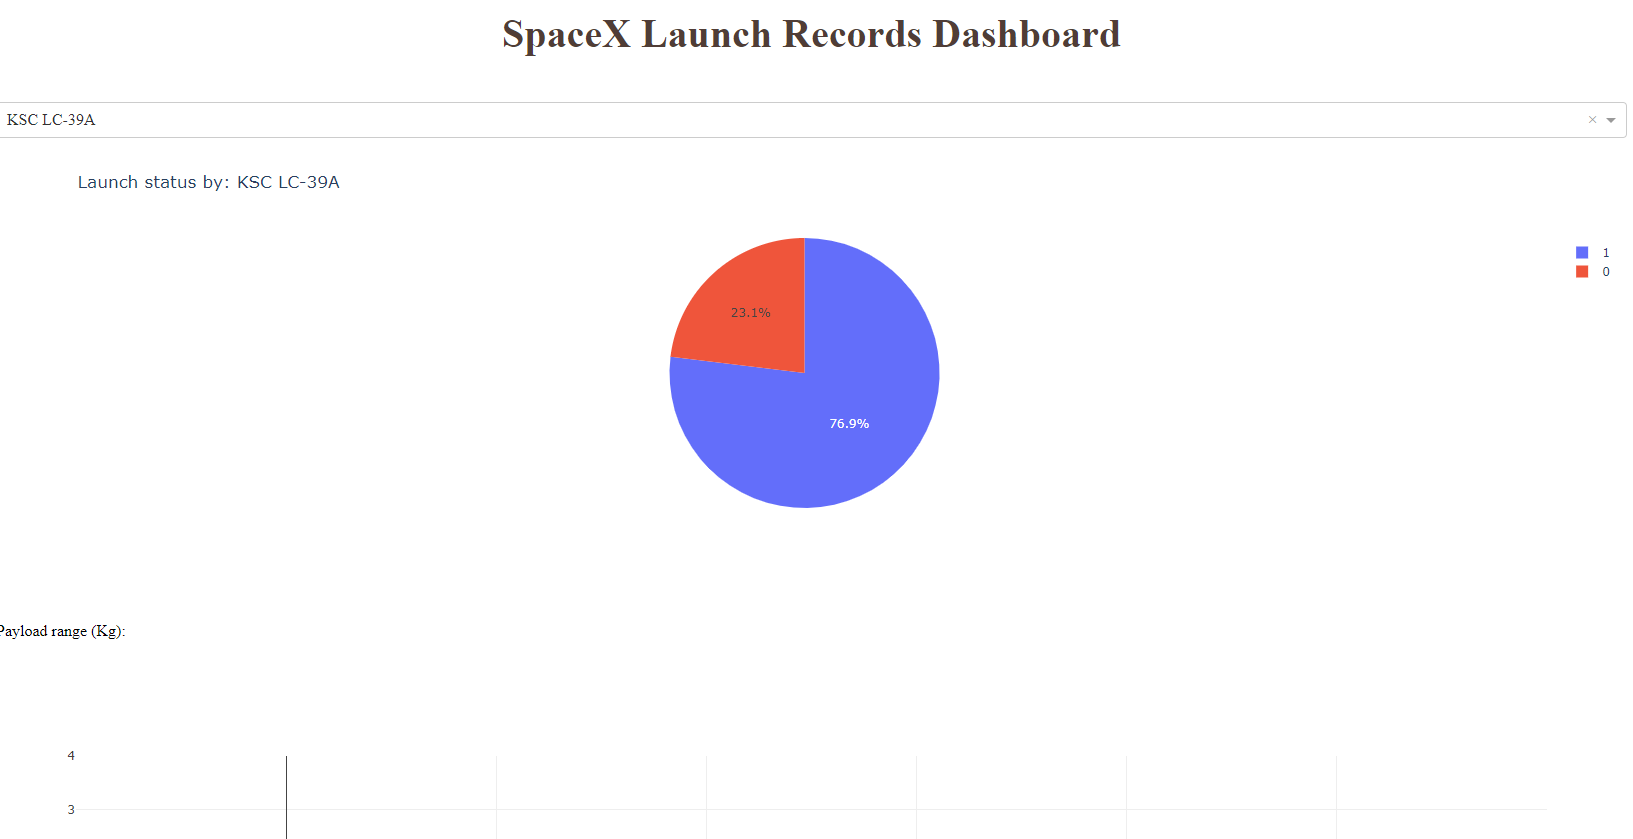 SpaceX Launch Records Dashboard
KSC LC-39A
Launch status by: KSC LC-39A
1
0
23.1%
76.9%
Payload range (Kg):
4
3